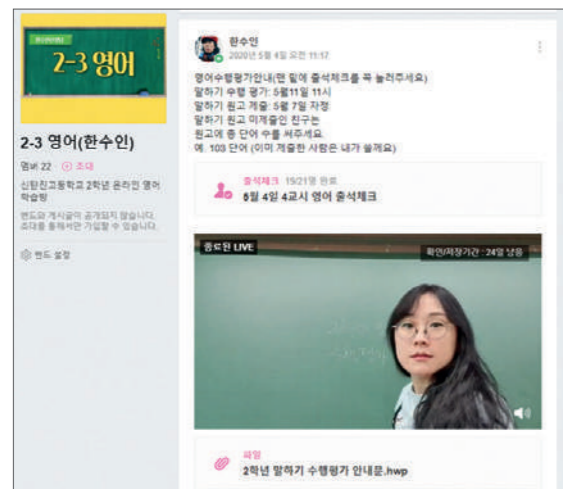 2-3 영어
2-3 영어(한수인)
멤버 22
초대
신탄진고등학교 2학년 온라인 영어
학습방
밴드와 게시글이 공개되지 않습니다.
초대를 통해서만 가입할 수 있습니다.
밴드 설정
한수인
2020년 5월 4일 오전 11:17
영어수행평가안내(맨 밑에 출석체크를 꼭 눌러주세요)
말하기 수행 평가: 5월11일 11시
말하기 원고 제출: 5월 7일 자정
말하기 원고 미제출인 친구는
원고에 총 단어 수를 써주세요.
예. 103 단어 (이미 제출한 사람은 내가 쓸께요)
출석체크 19/21명 완료
5월 4일 4교시 영어 출석체크
종료된 LIVE
확인/저장기간 : 24일 남음
파일
2학년 말하기 수행평가 안내문.hwp